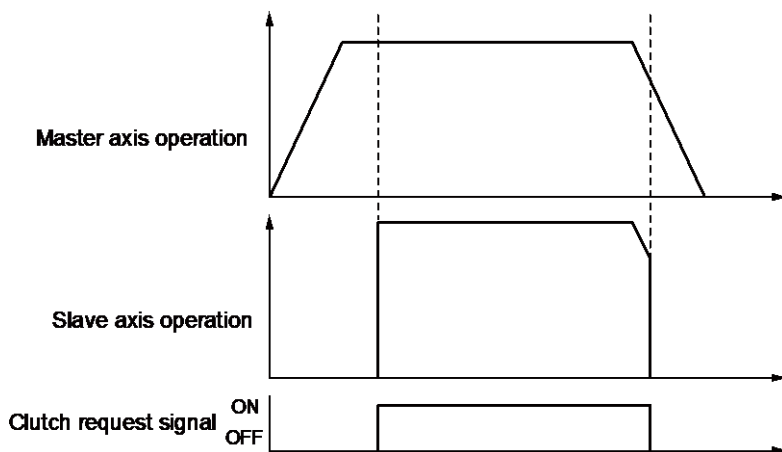 Master axis operation
Slave axis operation
Clutch request signal
ON
OFF